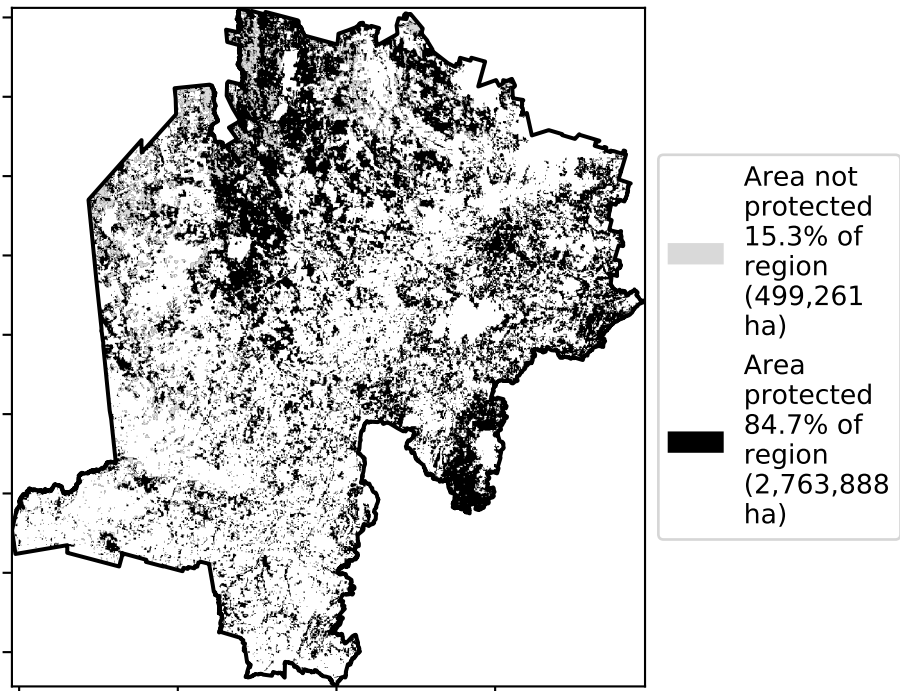 Area not
protected
15.3% of
region
(499,261
ha)
Area
protected
84.7% of
region
(2,763,888
ha)